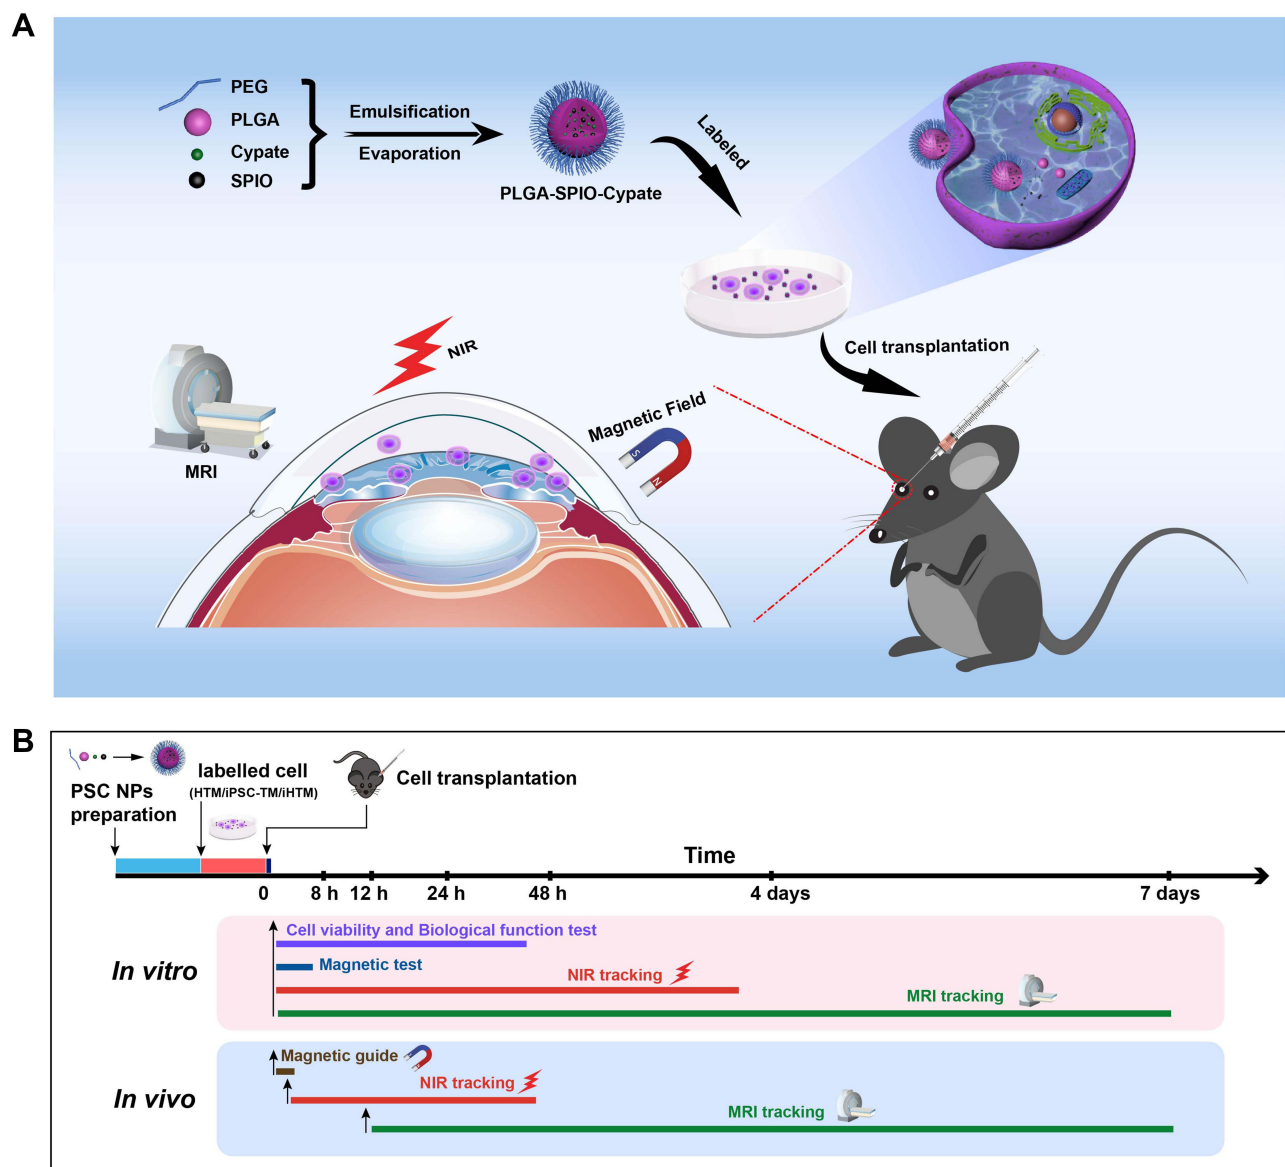 A
PEG
PLGA
Cypate
SPIO
Emulsification
Evaporation
PLGA-SPIO-Cypate
Labeled
Cell transplantation
NIR
MRI
Magnetic Field
S
N
B
PSC NPs
preparation
labelled cell
(HTM/iPSC-TM/iHTM)
Cell transplantation
Time
0 8 h 12 h 24 h 48 h 4 days 7 days
In vitro
Cell viability and Biological function test
Magnetic test
NIR tracking
MRI tracking
In vivo
Magnetic guide
NIR tracking
MRI tracking